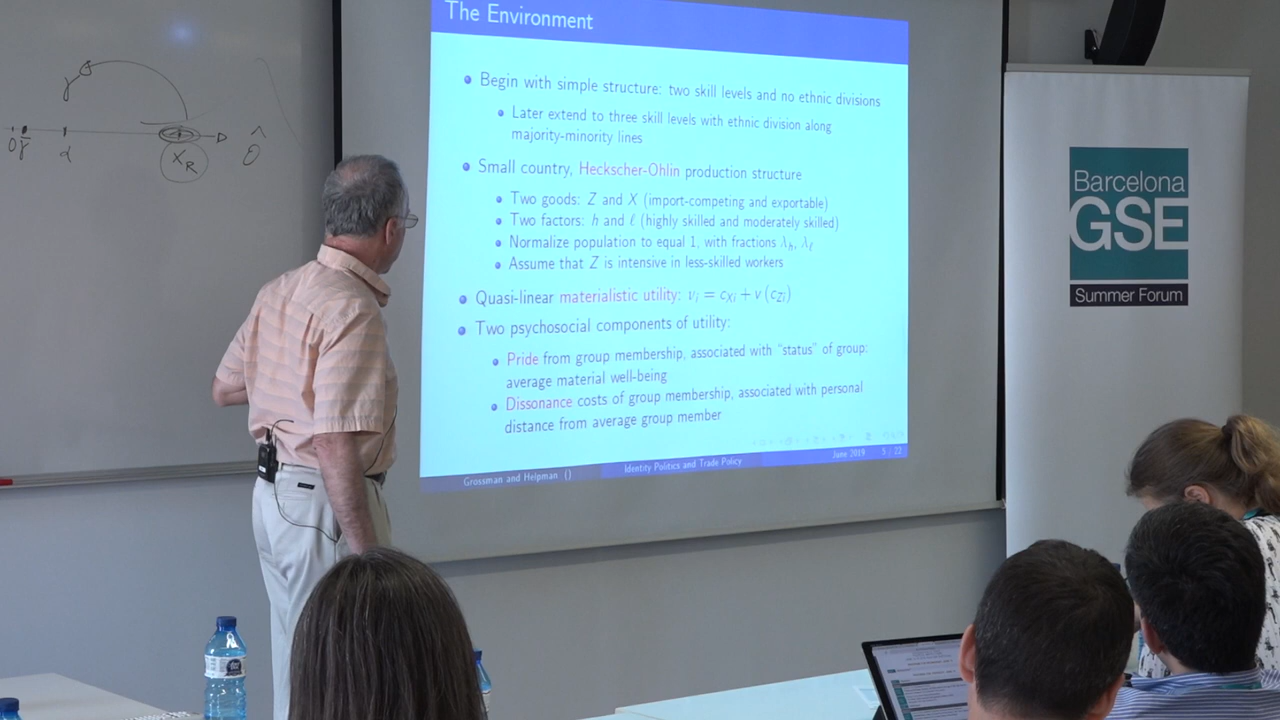 The Environment
Begin with simple structure: two skill levels and no ethnic divisions
Later extend to three skill levels with ethnic division along
majority-minority lines
Small country, Heckscher-Ohlin production structure
Two goods: Z and X (import-competing and exportable)
Two factors: h and ℓ (highly skilled and moderately skilled)
Normalize population to equal 1, with fractions λh, λℓ
Assume that Z is intensive in less-skilled workers
Quasi-linear materialistic utility: vi = cXi + v (cZi)
Two psychosocial components of utility:
Pride from group membership, associated with "status" of group:
average material well-being
Dissonance costs of group membership, associated with personal
distance from average group member
Grossman and Helpman ()
Identity Politics and Trade Policy
June 2019
5 / 22
γ
0 γ̄ α XR θ̂
Barcelona
GSE
Summer Forum